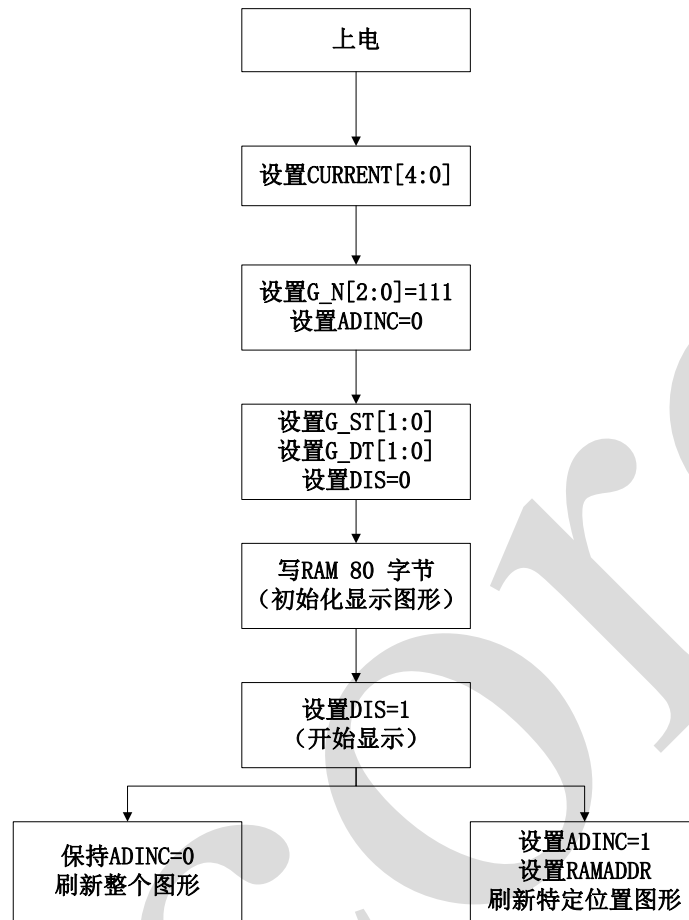 上电
设置CURRENT[4:0]
设置G_N[2:0]=111
设置ADINC=0
设置G_ST[1:0]
设置G_DT[1:0]
设置DIS=0
写RAM 80 字节
（初始化显示图形）
设置DIS=1
（开始显示）
保持ADINC=0
刷新整个图形
设置ADINC=1
设置RAMADDR
刷新特定位置图形